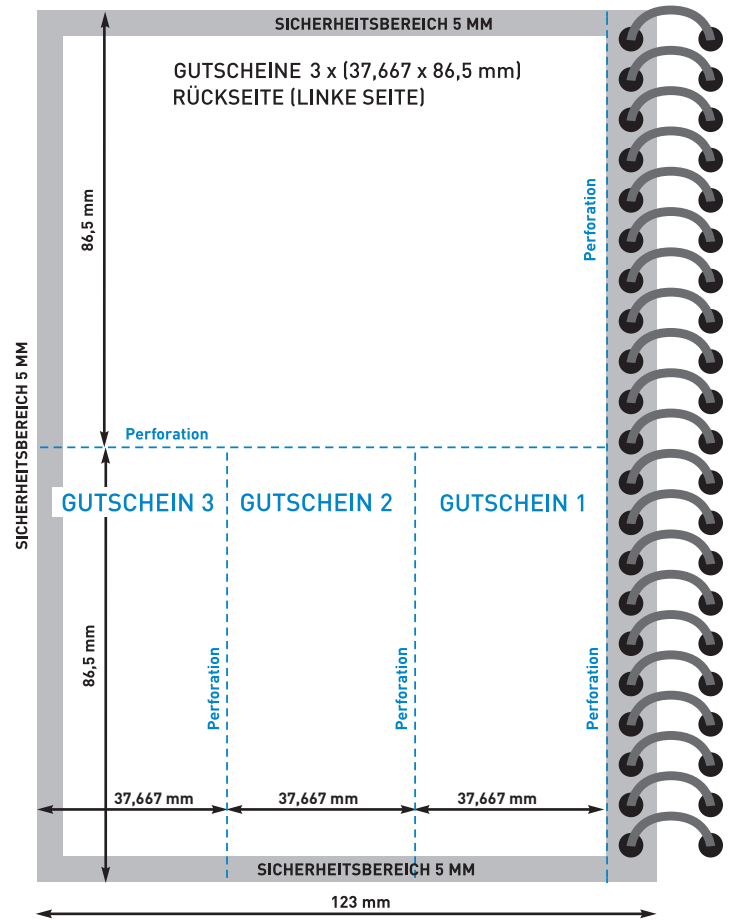 SICHERHEITSBEREICH 5 MM
GUTSCHEINE 3 x (37,667 x 86,5 mm)
RÜCKSEITE (LINKE SEITE)
86,5 mm
Perforation
SICHERHEITSBEREICH 5 MM
Perforation
GUTSCHEIN 3
GUTSCHEIN 2
GUTSCHEIN 1
86,5 mm
Perforation
Perforation
Perforation
37,667 mm
37,667 mm
37,667 mm
SICHERHEITSBEREICH 5 MM
123 mm